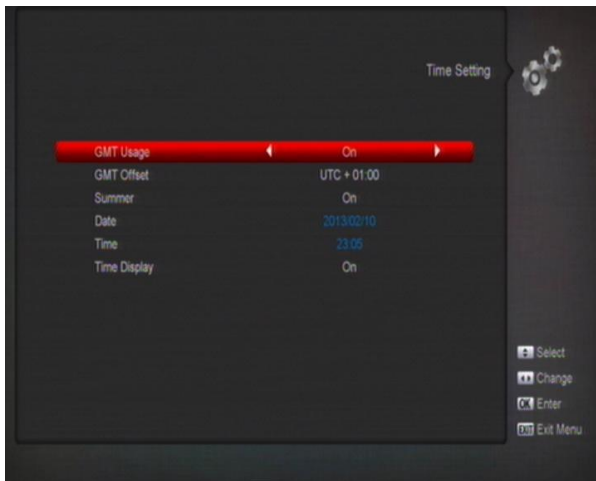 Time Setting
GMT Usage On
GMT Offset UTC + 01:00
Summer On
Date 2013/02/10
Time 23:05
Time Display On
Select
Change
OK Enter
EXIT Exit Menu